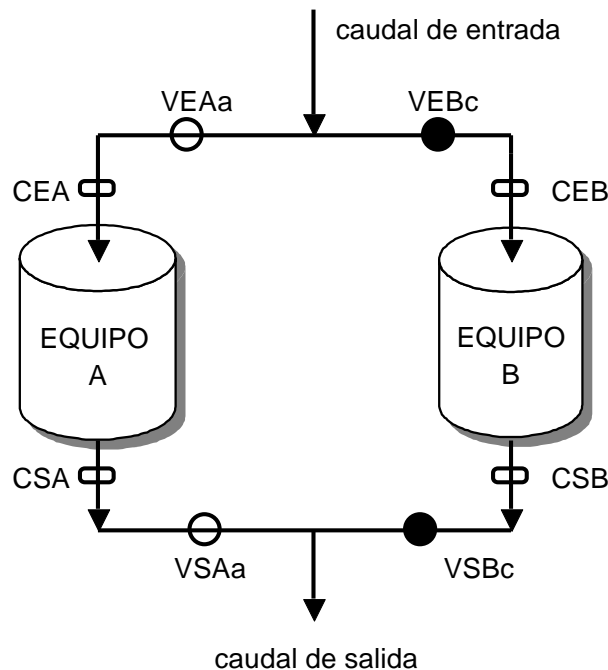 caudal de entrada
VEAa
VEBc
CEA
CEB
EQUIPO
A
EQUIPO
B
CSA
CSB
VSAa
VSBc
caudal de salida